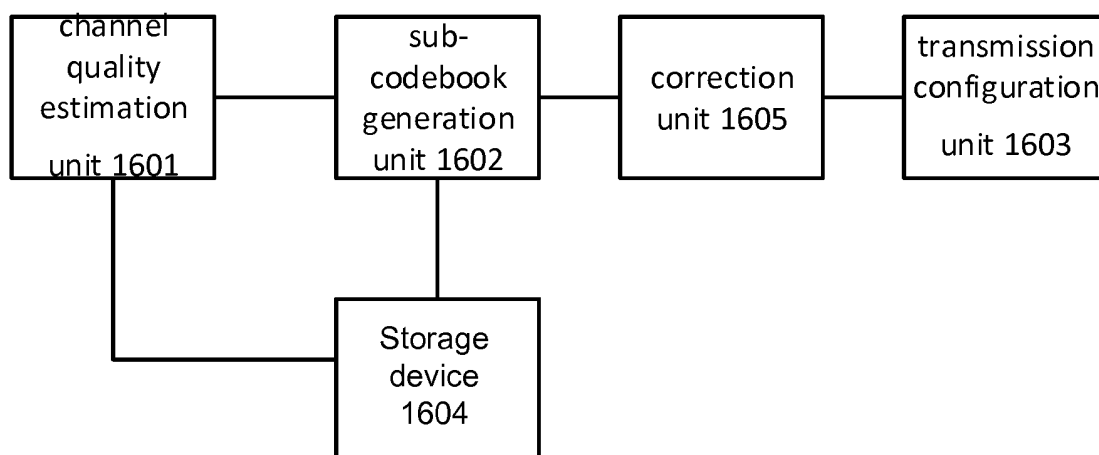 channel
quality
estimation
unit 1601
sub-
codebook
generation
unit 1602
correction
unit 1605
transmission
configuration
unit 1603
Storage
device
1604